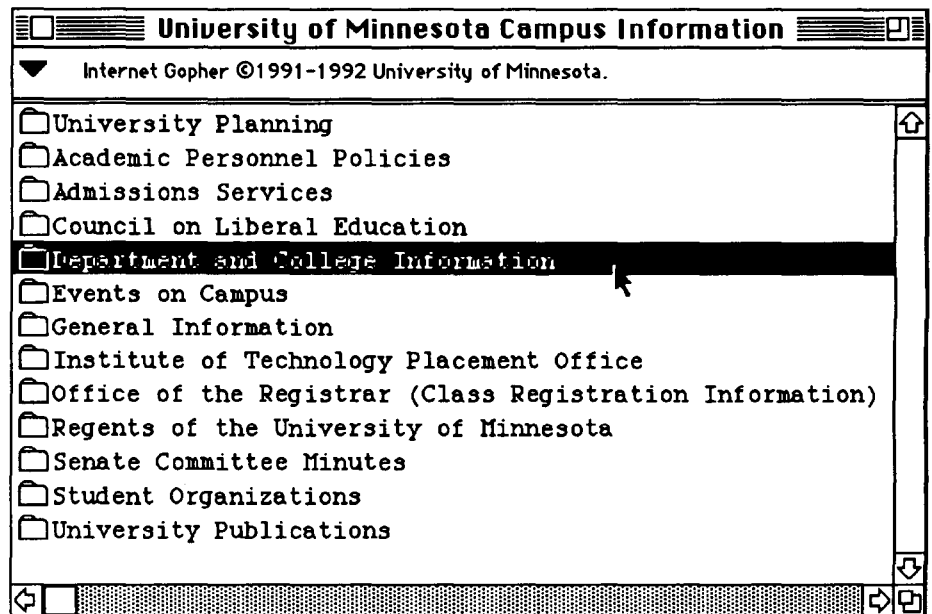 University of Minnesota Campus Information
Internet Gopher ©1991-1992 University of Minnesota.
University Planning
Academic Personnel Policies
Admissions Services
Council on Liberal Education
Department and College Information
Events on Campus
General Information
Institute of Technology Placement Office
Office of the Registrar (Class Registration Information)
Regents of the University of Minnesota
Senate Committee Minutes
Student Organizations
University Publications